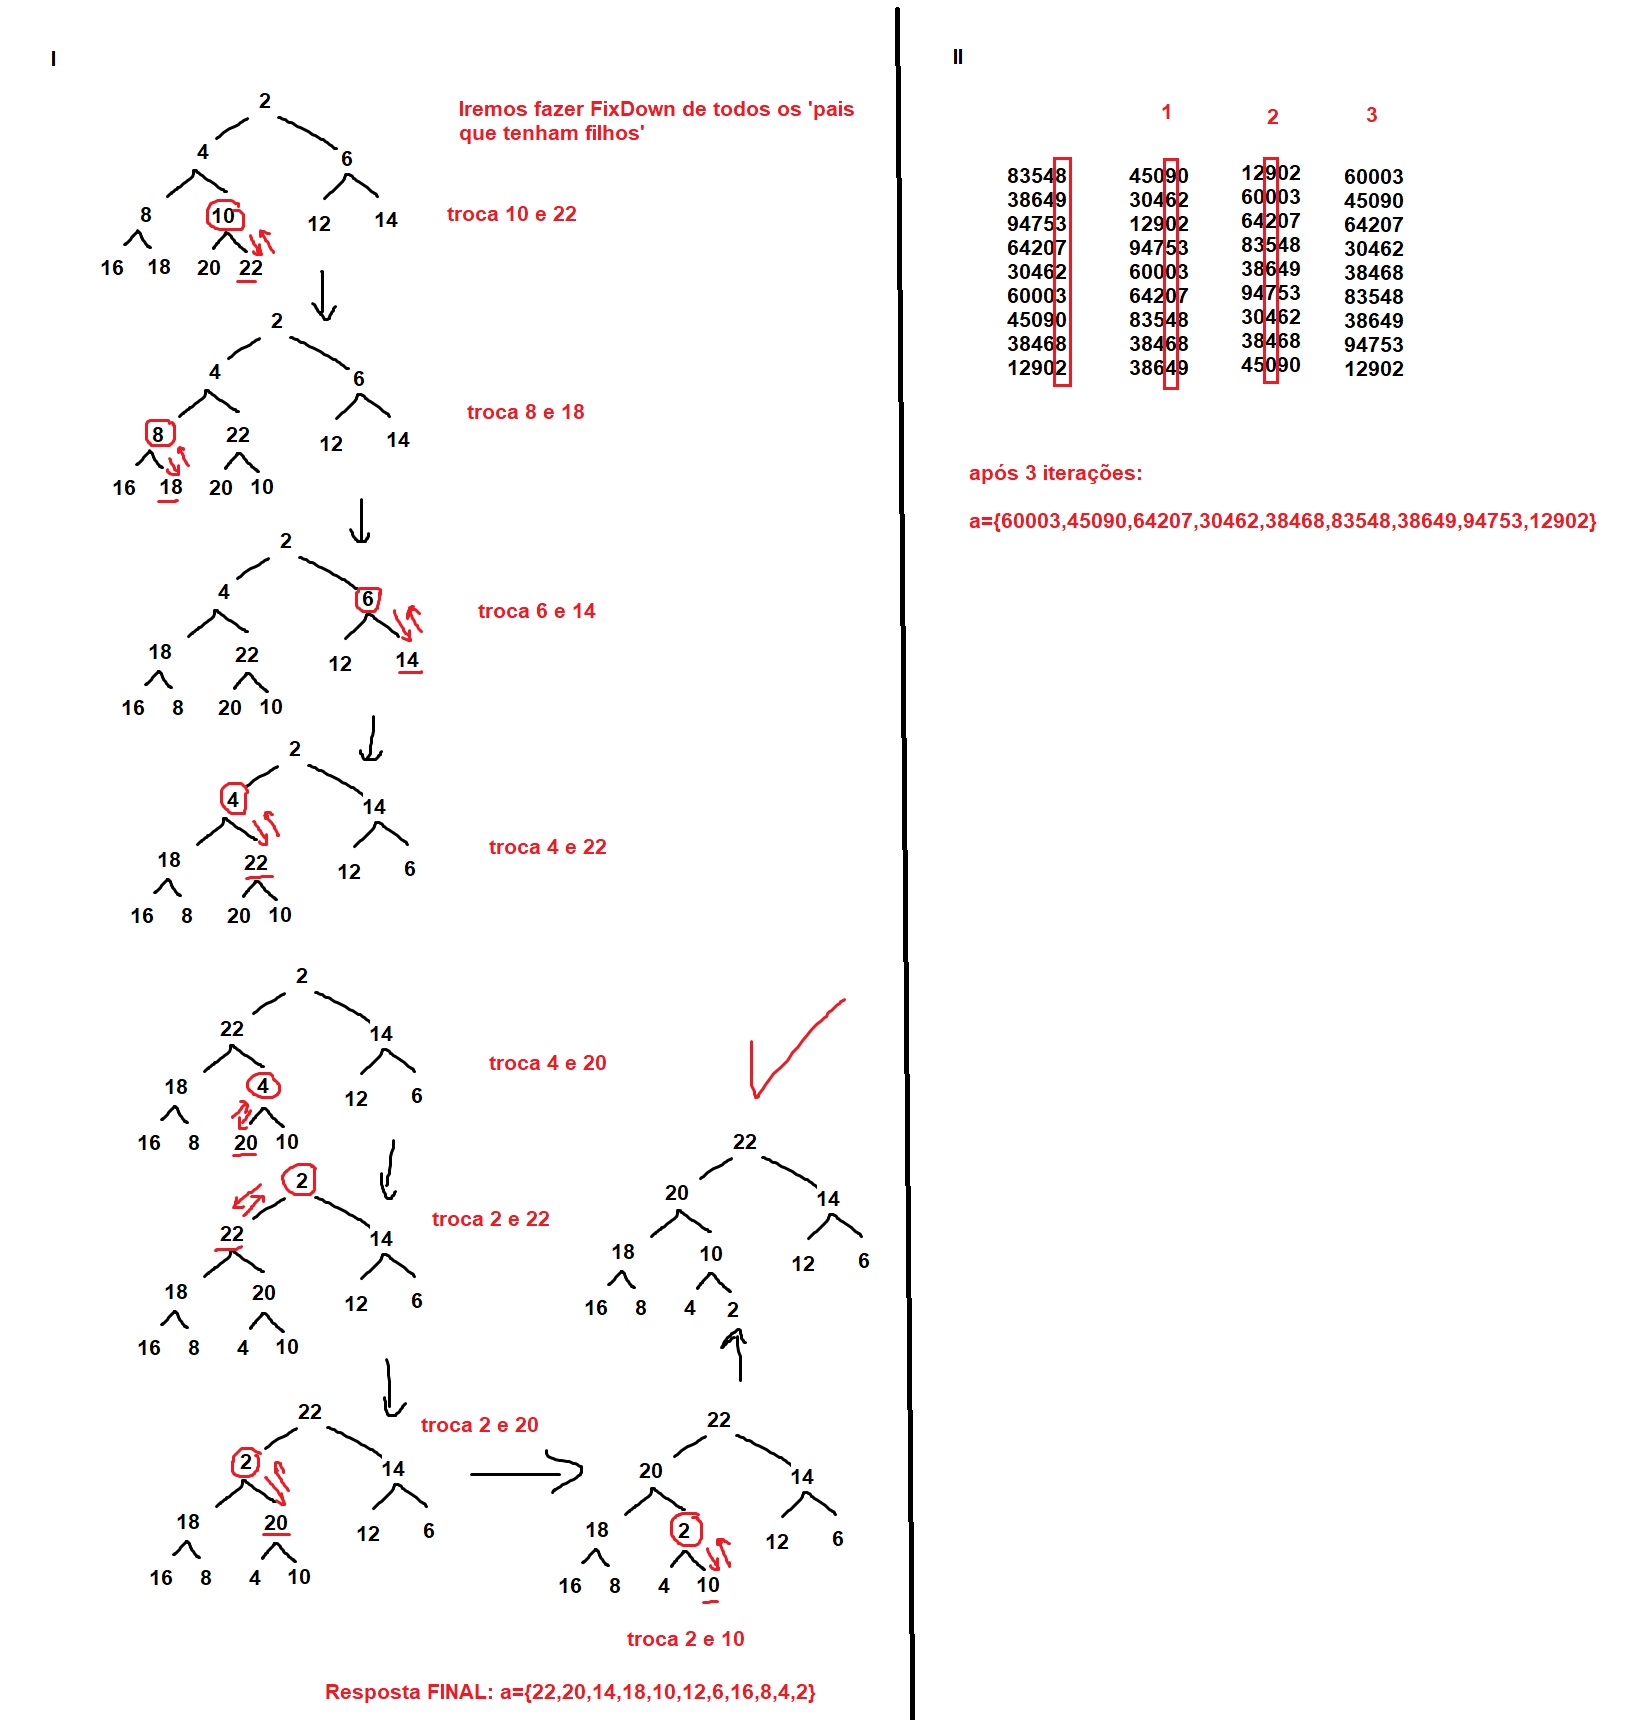 I
Iremos fazer FixDown de todos os 'pais
que tenham filhos'
2
4 6
8 10 12 14
16 18 20 22
troca 10 e 22
2
4 6
8 22 12 14
16 18 20 10
troca 8 e 18
2
4 6
18 22 12 14
16 8 20 10
troca 6 e 14
2
4 14
18 22 12 6
16 8 20 10
troca 4 e 22
2
22 14
18 4 12 6
16 8 20 10
troca 4 e 20
2
22 14
18 20 12 6
16 8 4 10
troca 2 e 22
22
2 14
18 20 12 6
16 8 4 10
troca 2 e 20
22
20 14
18 2 12 6
16 8 4 10
troca 2 e 10
22
20 14
18 10 12 6
16 8 4 2
Resposta FINAL: a={22,20,14,18,10,12,6,16,8,4,2}
II
1 2 3
83548 45090 12902 60003
38649 30462 60003 45090
94753 12902 64207 64207
64207 94753 83548 30462
30462 60003 38649 38468
60003 64207 94753 83548
45090 83548 30462 38649
38468 38468 38468 94753
12902 38649 45090 12902
após 3 iterações:
a={60003,45090,64207,30462,38468,83548,38649,94753,12902}